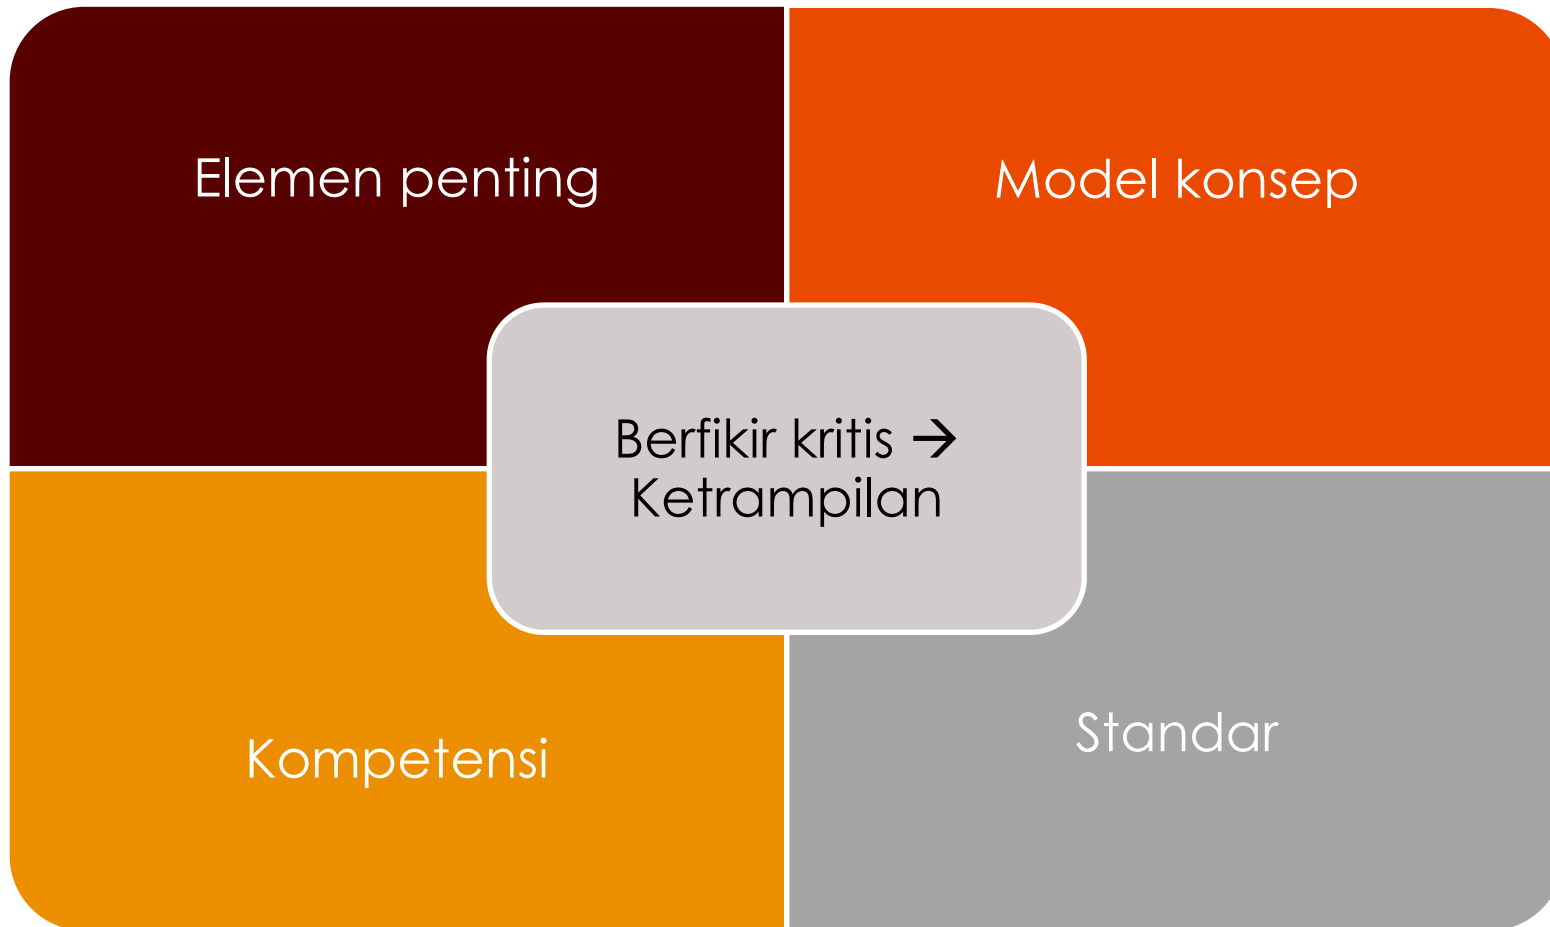 Elemen penting
Model konsep
Berfikir kritis →
Ketrampilan
Kompetensi
Standar